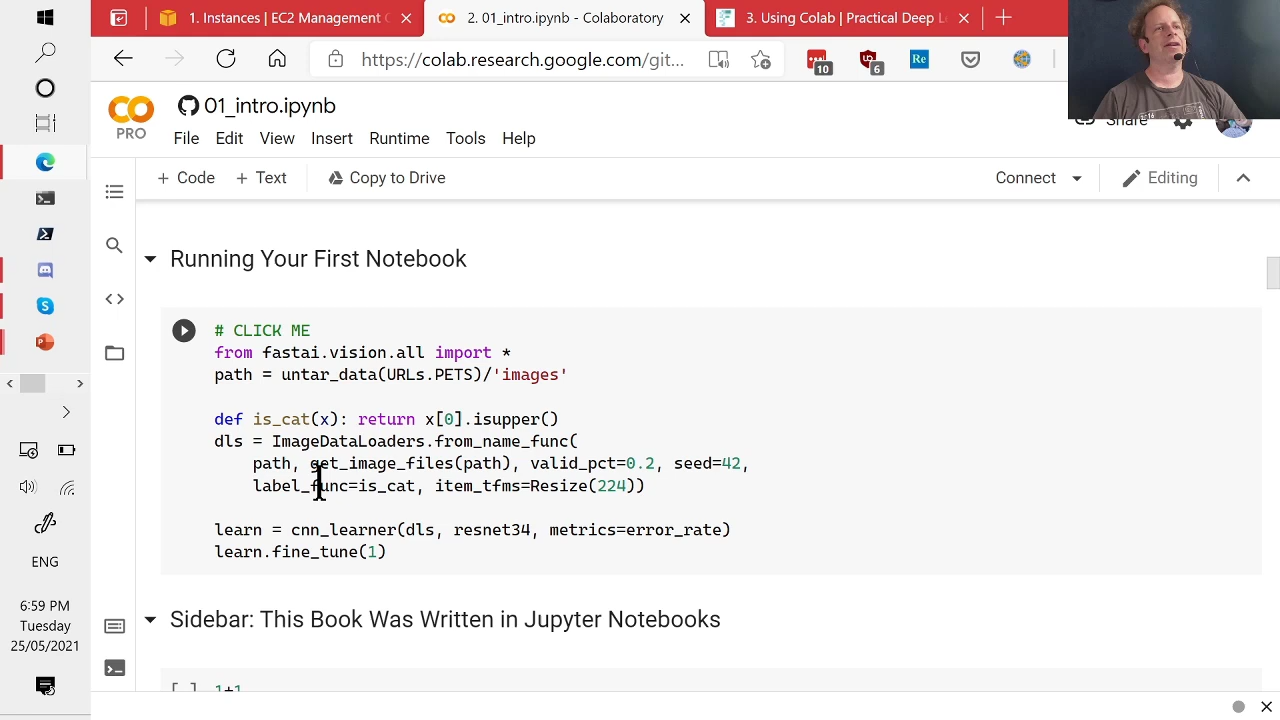 1. Instances | EC2 Management C
2. 01_intro.ipynb - Colaboratory
3. Using Colab | Practical Deep L
https://colab.research.google.com/git...
10
6
Re
01_intro.ipynb
PRO
File Edit View Insert Runtime Tools Help
Share
+ Code + Text Copy to Drive
Connect
Editing
Running Your First Notebook
# CLICK ME
from fastai.vision.all import *
path = untar_data(URLs.PETS)/'images'
def is_cat(x): return x[0].isupper()
dls = ImageDataLoaders.from_name_func(
path, get_image_files(path), valid_pct=0.2, seed=42,
label_func=is_cat, item_tfms=Resize(224))
learn = cnn_learner(dls, resnet34, metrics=error_rate)
learn.fine_tune(1)
Sidebar: This Book Was Written in Jupyter Notebooks
[ ] 1+1
ENG
6:59 PM
Tuesday
25/05/2021